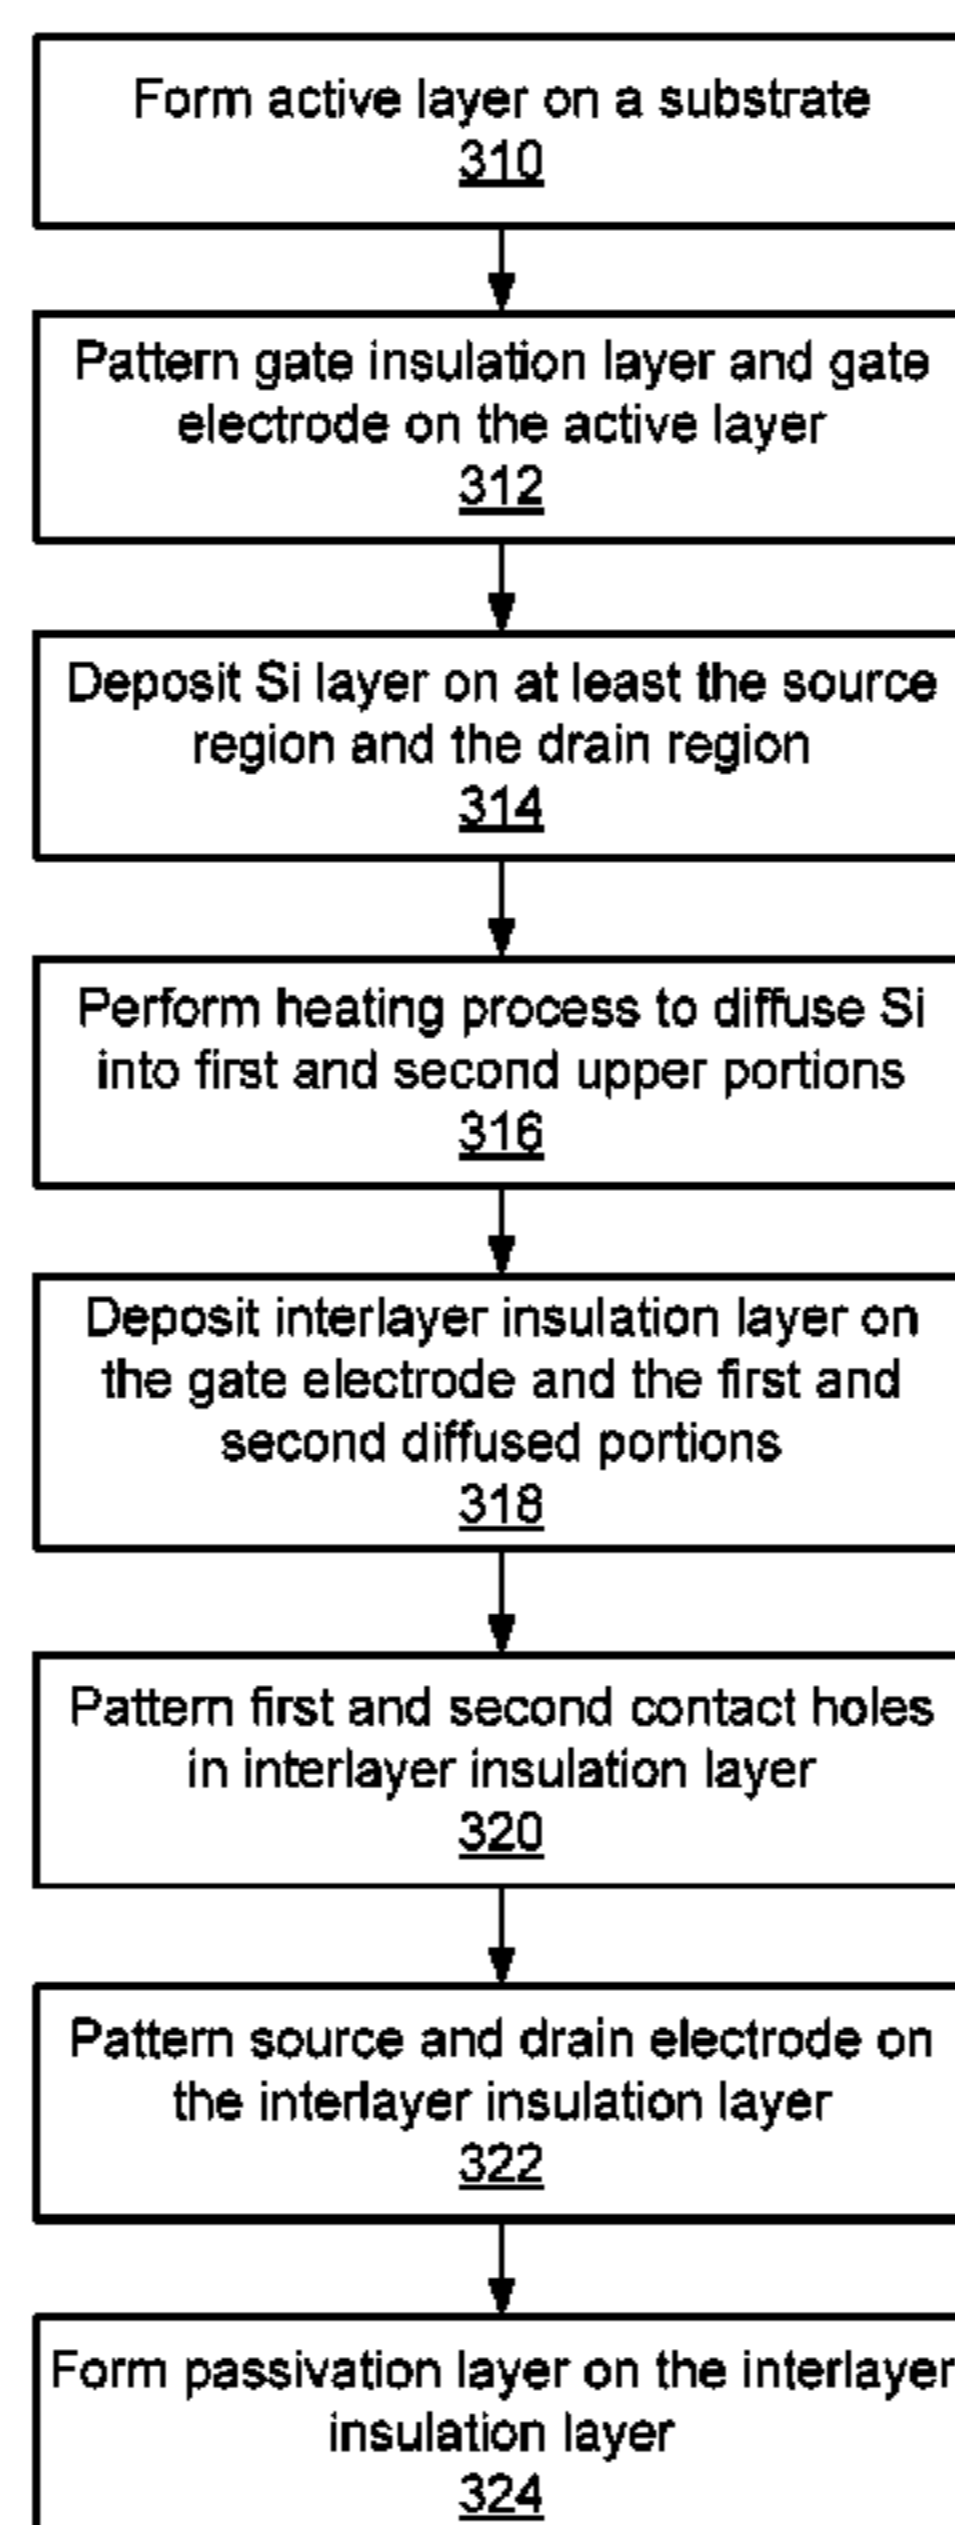 Form active layer on a substrate
310
Pattern gate insulation layer and gate
electrode on the active layer
312
Deposit Si layer on at least the source
region and the drain region
314
Perform heating process to diffuse Si
into first and second upper portions
316
Deposit interlayer insulation layer on
the gate electrode and the first and
second diffused portions
318
Pattern first and second contact holes
in interlayer insulation layer
320
Pattern source and drain electrode on
the interlayer insulation layer
322
Form passivation layer on the interlayer
insulation layer
324